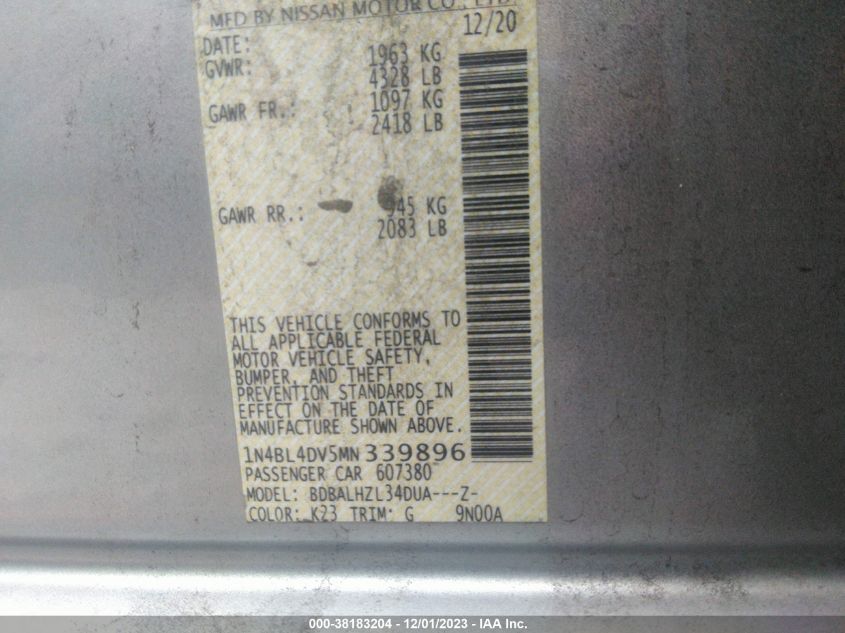 MFD BY NISSAN MOTOR CO., LTD.
DATE: 12/20
GVWR: 1963 KG
4328 LB
GAWR FR.: 1097 KG
2418 LB
GAWR RR.: 945 KG
2083 LB
THIS VEHICLE CONFORMS TO
ALL APPLICABLE FEDERAL
MOTOR VEHICLE SAFETY,
BUMPER, AND THEFT
PREVENTION STANDARDS IN
EFFECT ON THE DATE OF
MANUFACTURE SHOWN ABOVE.
1N4BL4DV5MN339896
PASSENGER CAR 607380
MODEL: BDBALHZL34DUA---Z-
COLOR: K23 TRIM: G 9N00A
000-38183204 - 12/01/2023 - IAA Inc.